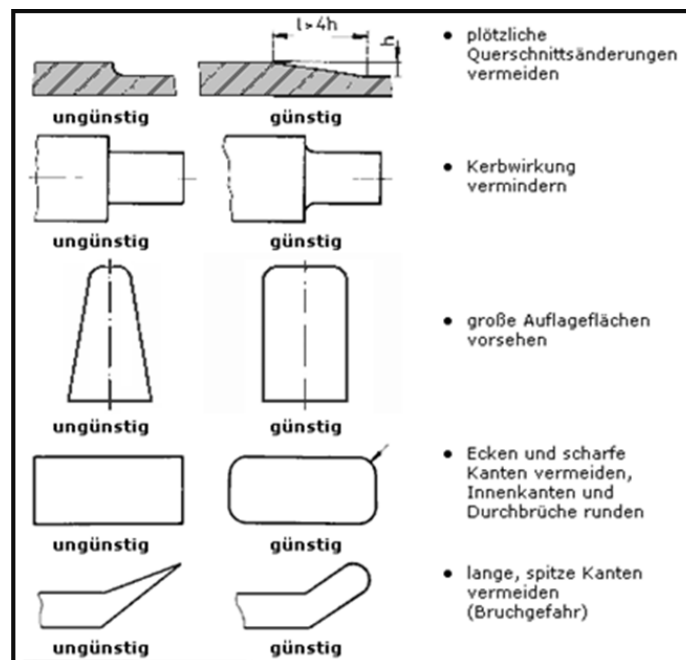 l>4h
h
ungünstig
günstig
• plötzliche
Querschnittsänderungen
vermeiden
ungünstig
günstig
• Kerbwirkung
vermindern
ungünstig
günstig
• große Auflageflächen
vorsehen
ungünstig
günstig
• Ecken und scharfe
Kanten vermeiden,
Innenkanten und
Durchbrüche runden
ungünstig
günstig
• lange, spitze Kanten
vermeiden
(Bruchgefahr)